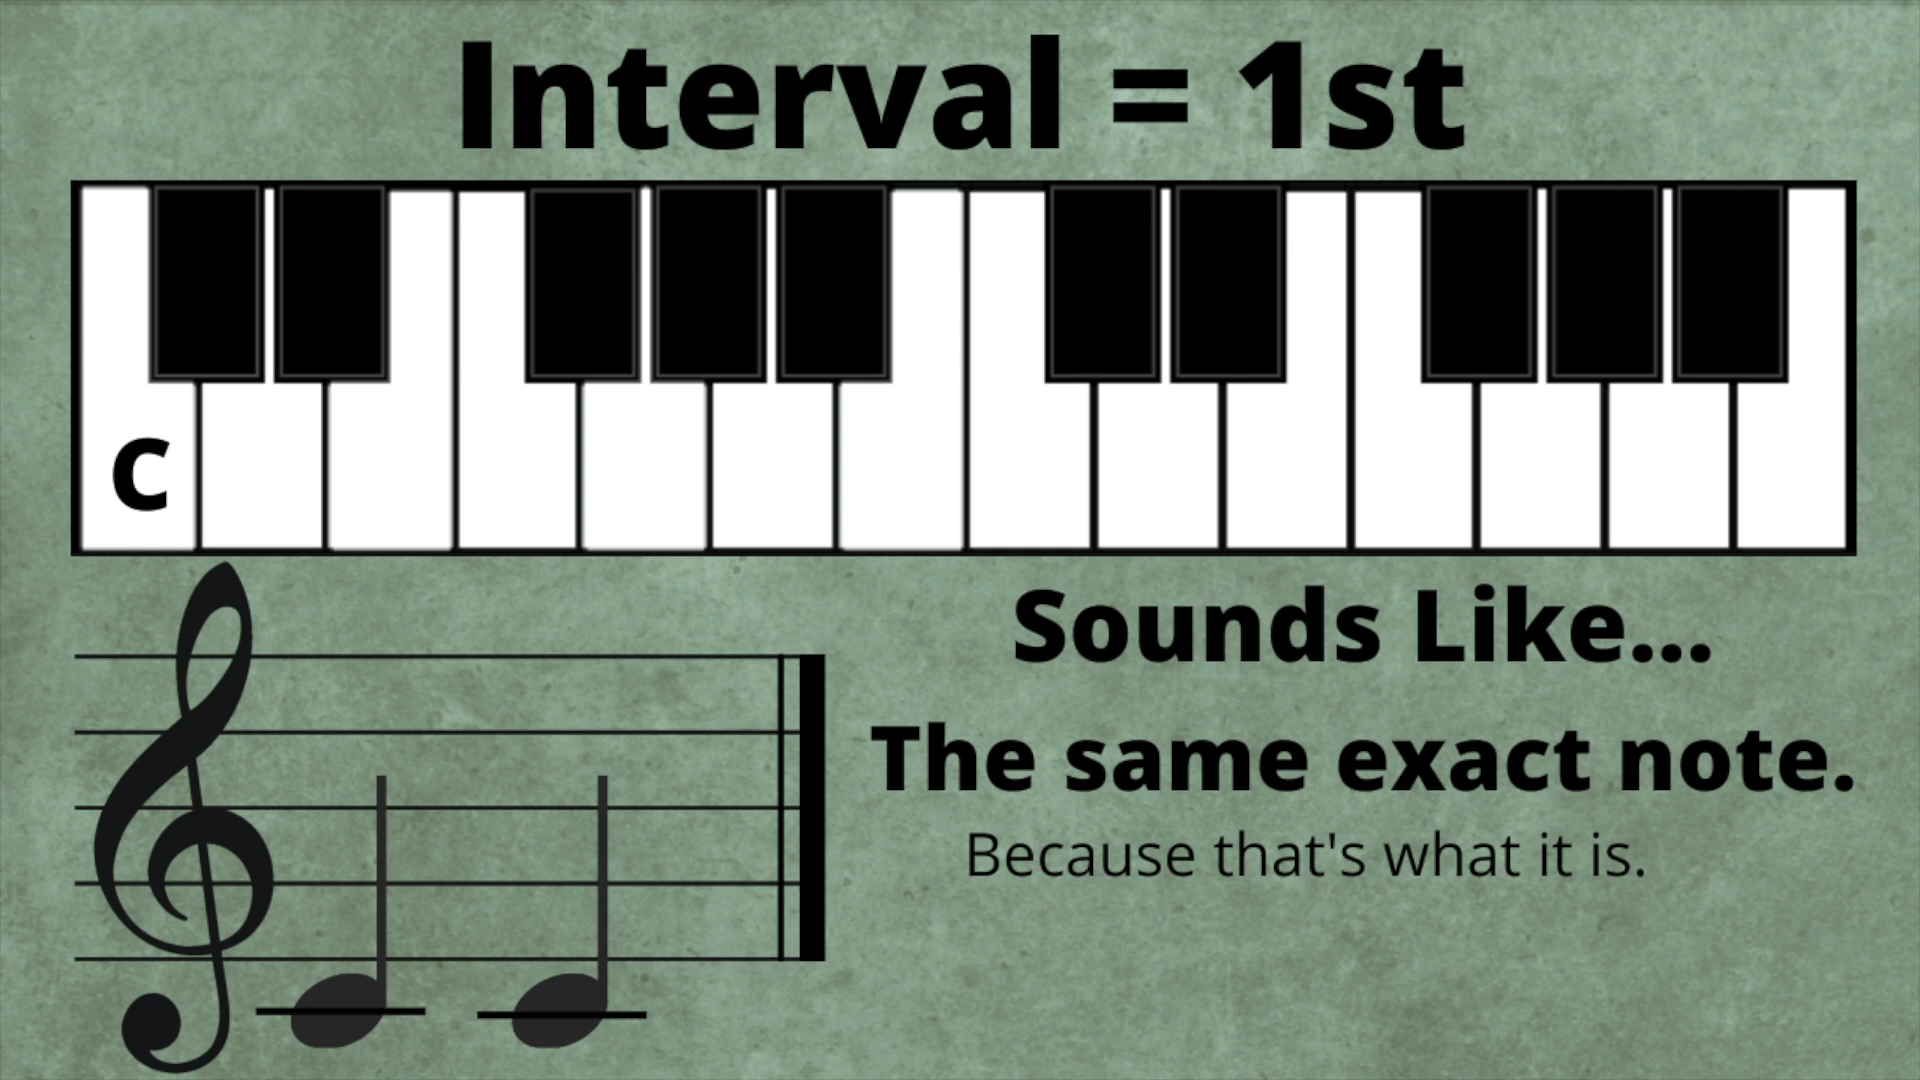 Interval = 1st
C
Sounds Like...
The same exact note.
Because that's what it is.